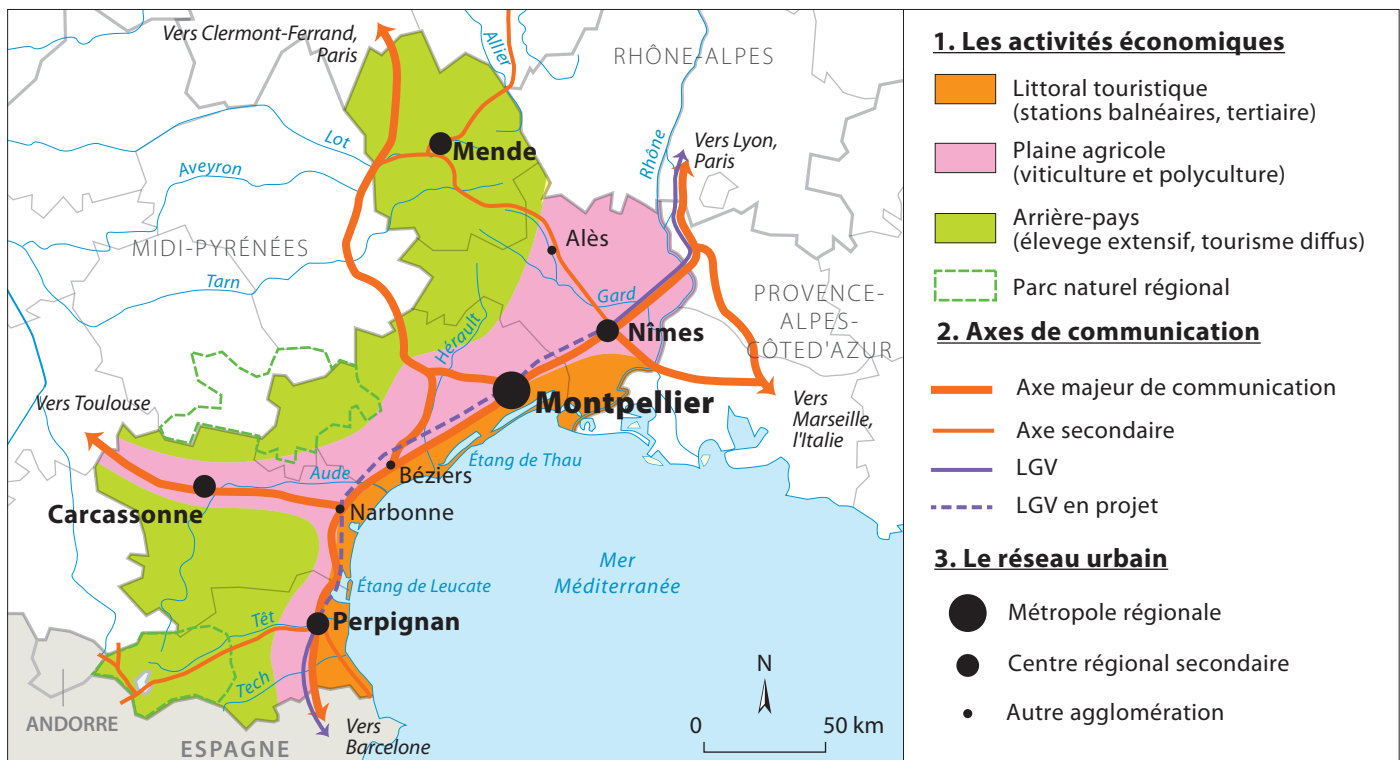 Vers Clermont-Ferrand,
Paris
Allier
RHÔNE-ALPES
Lot
Mende
Rhône
Vers Lyon,
Paris
Aveyron
MIDI-PYRÉNÉES
Alès
Tarn
Gard
PROVENCE-
ALPES-
CÔTED'AZUR
Nîmes
Hérault
Vers Toulouse
Montpellier
Vers
Marseille,
l'Italie
Étang de Thau
Béziers
Aude
Carcassonne
Narbonne
Mer
Méditerranée
Étang de Leucate
Têt
Perpignan
Tech
ANDORRE
ESPAGNE
Vers
Barcelone
N
0 50 km
1. Les activités économiques
Littoral touristique
(stations balnéaires, tertiaire)
Plaine agricole
(viticulture et polyculture)
Arrière-pays
(élevege extensif, tourisme diffus)
Parc naturel régional
2. Axes de communication
Axe majeur de communication
Axe secondaire
LGV
LGV en projet
3. Le réseau urbain
Métropole régionale
Centre régional secondaire
Autre agglomération